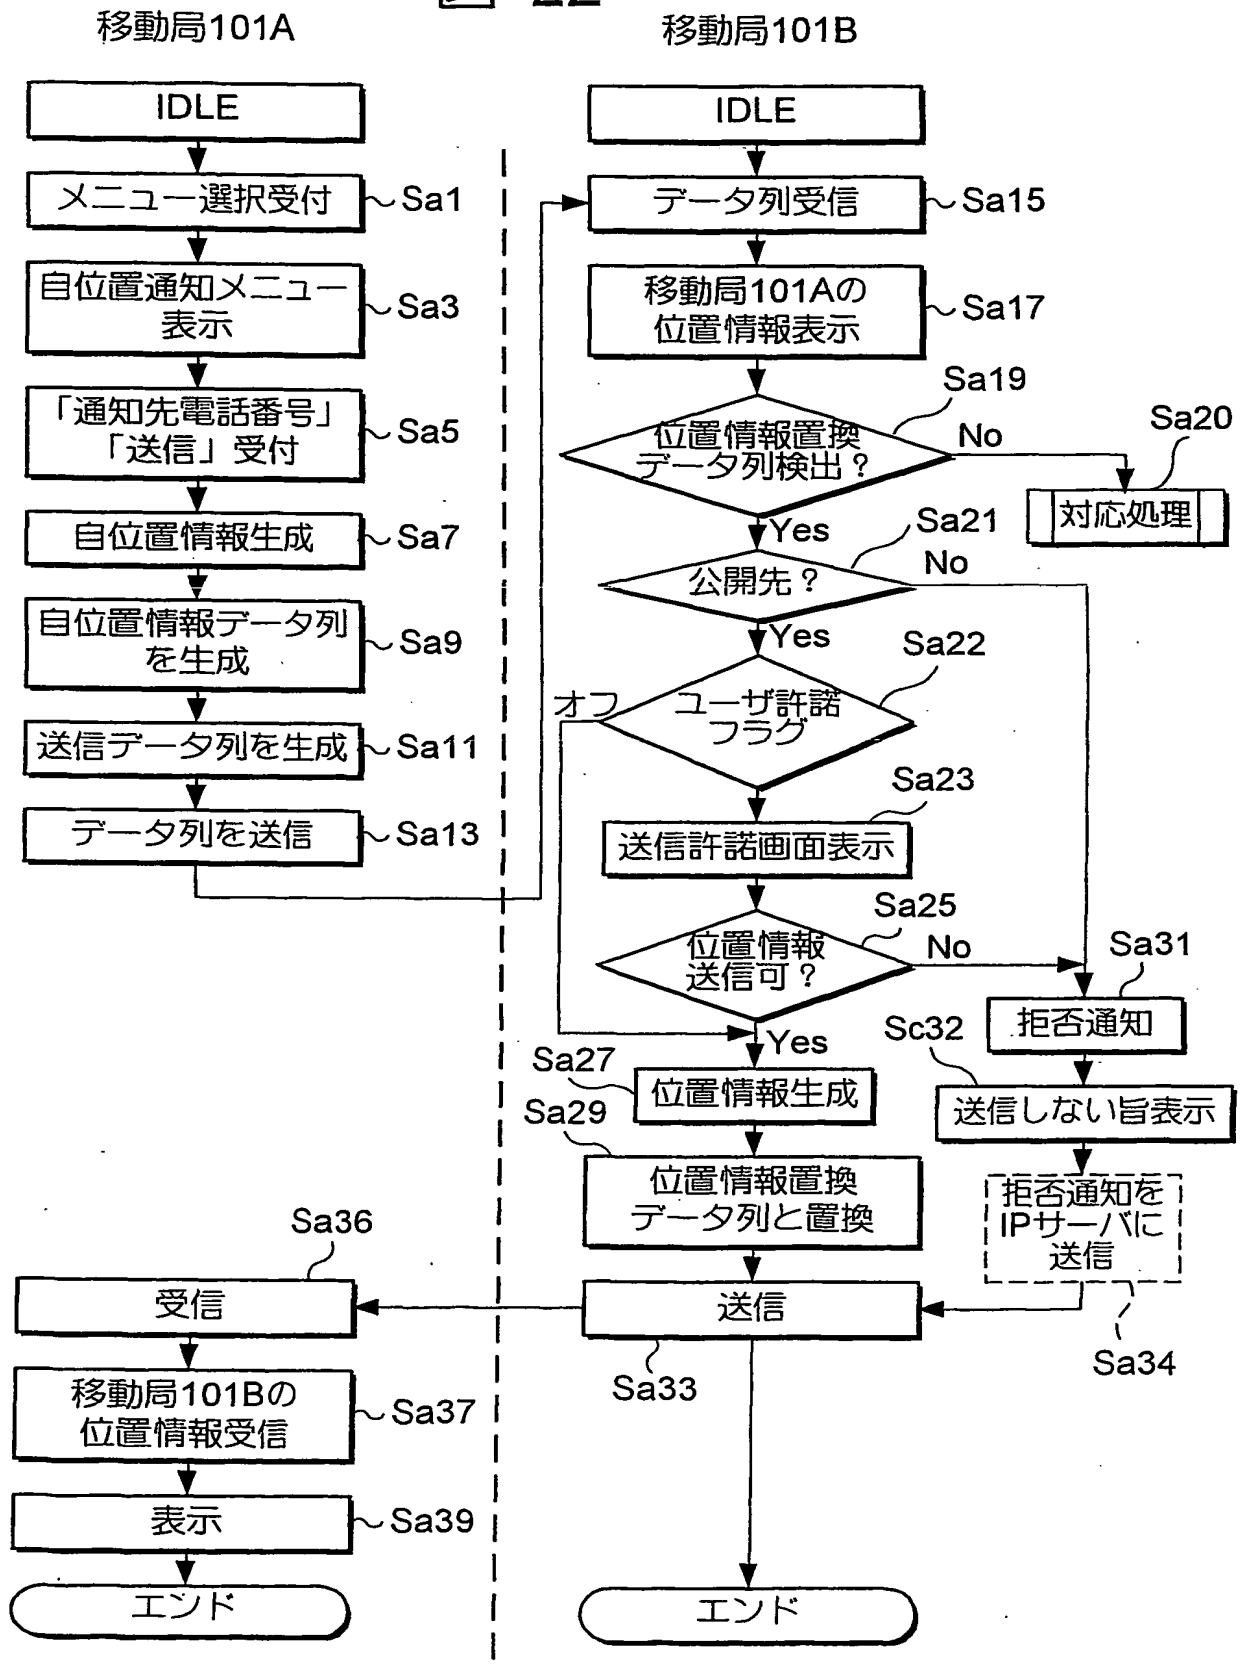 移動局101A
IDLE
メニュー選択受付
Sa1
自位置通知メニュー
表示
Sa3
「通知先電話番号」
「送信」受付
Sa5
自位置情報生成
Sa7
自位置情報データ列
を生成
Sa9
送信データ列を生成
Sa11
データ列を送信
Sa13
Sa36
受信
移動局101Bの
位置情報受信
Sa37
表示
Sa39
エンド
移動局101B
IDLE
データ列受信
Sa15
移動局101Aの
位置情報表示
Sa17
Sa19
位置情報置換
データ列検出？
No
Sa20
対応処理
Yes
Sa21
公開先？
No
Yes
Sa22
オフ
ユーザ許諾
フラグ
Sa23
送信許諾画面表示
Sa25
位置情報
送信可？
No
Sa31
拒否通知
Yes
Sc32
送信しない旨表示
Sa27
位置情報生成
Sa29
位置情報置換
データ列と置換
拒否通知を
IPサーバに
送信
Sa34
送信
Sa33
エンド